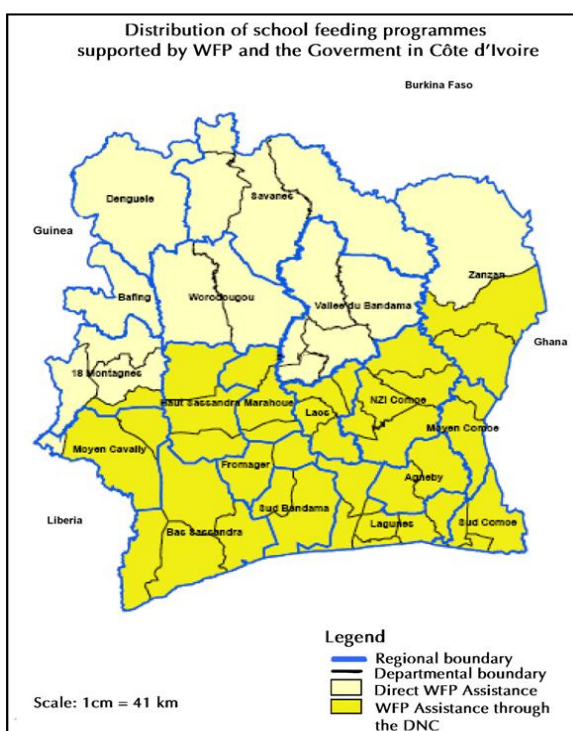 Distribution of school feeding programmes
supported by WFP and the Goverment in Côte d'Ivoire
Burkina Faso
Denguele
Savanes
Guinea
Zanzan
Bafing
Worodougou
Vallee du Bandama
Ghana
18 Montagnes
Haut Sassandra
Marahoue
Laos
NZI Comoe
Moyen Comoe
Moyen Cavally
Fromager
Agneby
Sud Bandama
Liberia
Lagunes
Sud Comoe
Bas Sassandra
Legend
Regional boundary
Departmental boundary
Direct WFP Assistance
Scale: 1cm = 41 km
WFP Assistance through
the DNC